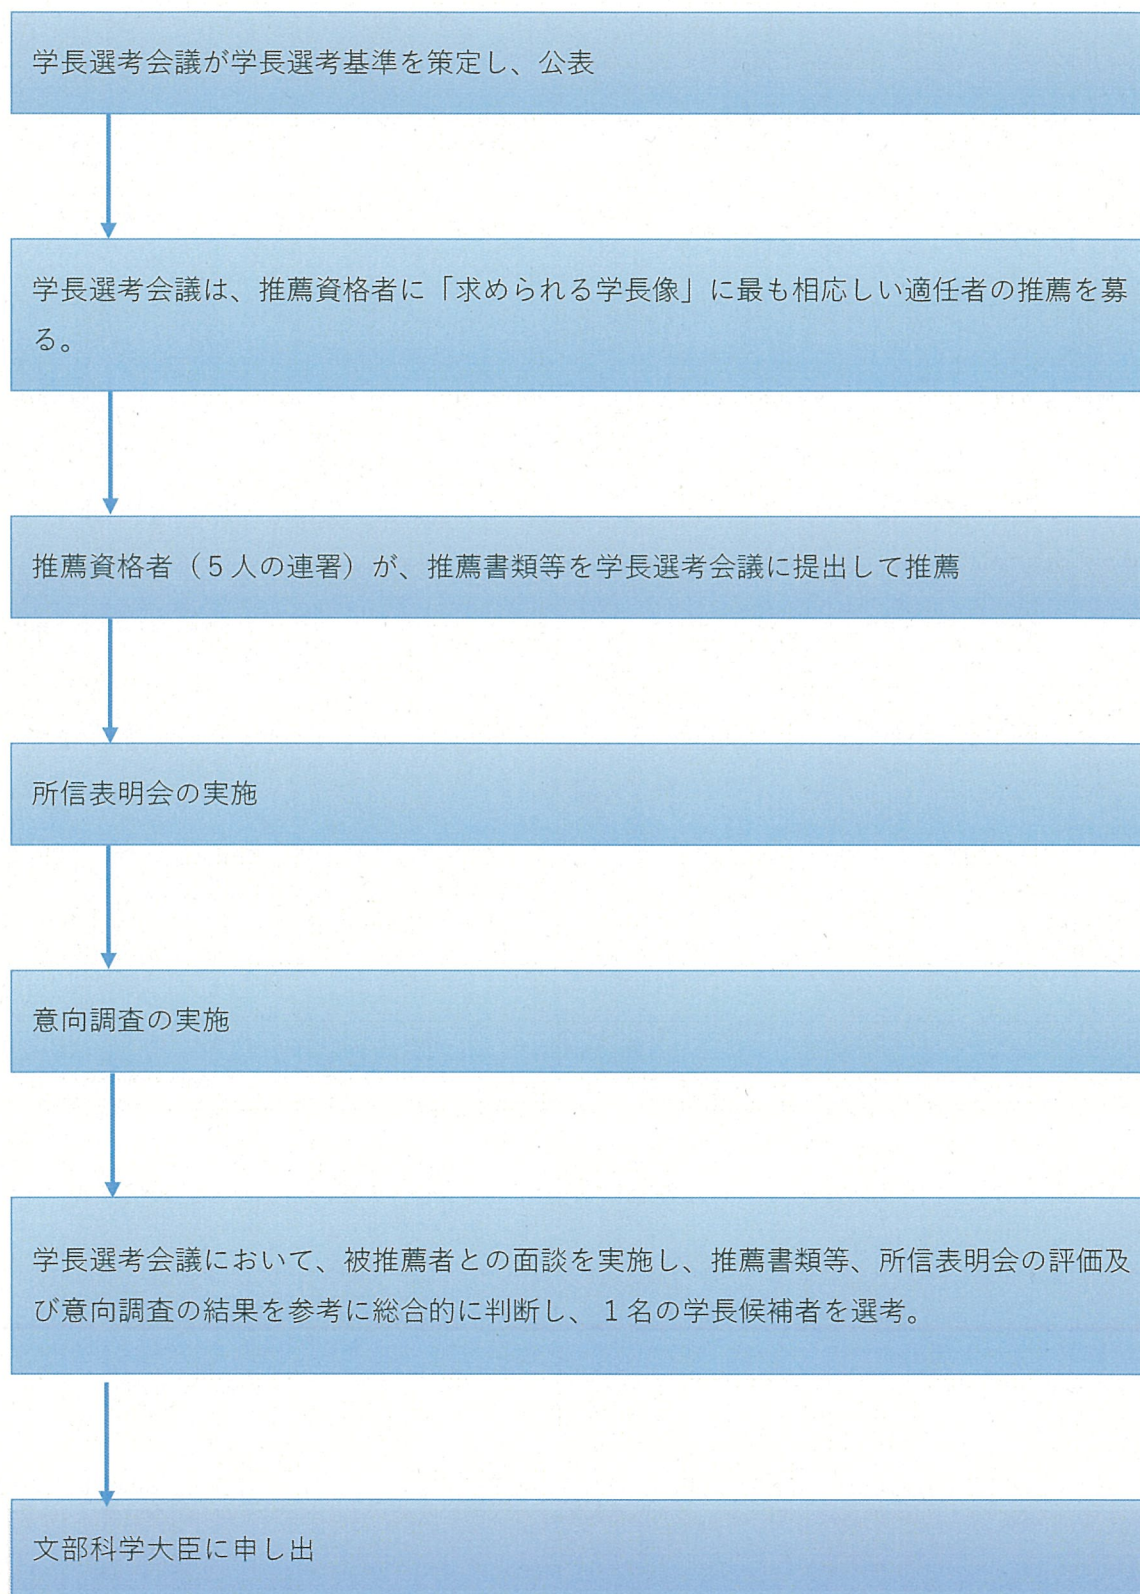 学長選考会議が学長選考基準を策定し、公表
学長選考会議は、推薦資格者に「求められる学長像」に最も相応しい適任者の推薦を募
る。
推薦資格者（５人の連署）が、推薦書類等を学長選考会議に提出して推薦
所信表明会の実施
意向調査の実施
学長選考会議において、被推薦者との面談を実施し、推薦書類等、所信表明会の評価及
び意向調査の結果を参考に総合的に判断し、１名の学長候補者を選考。
文部科学大臣に申し出